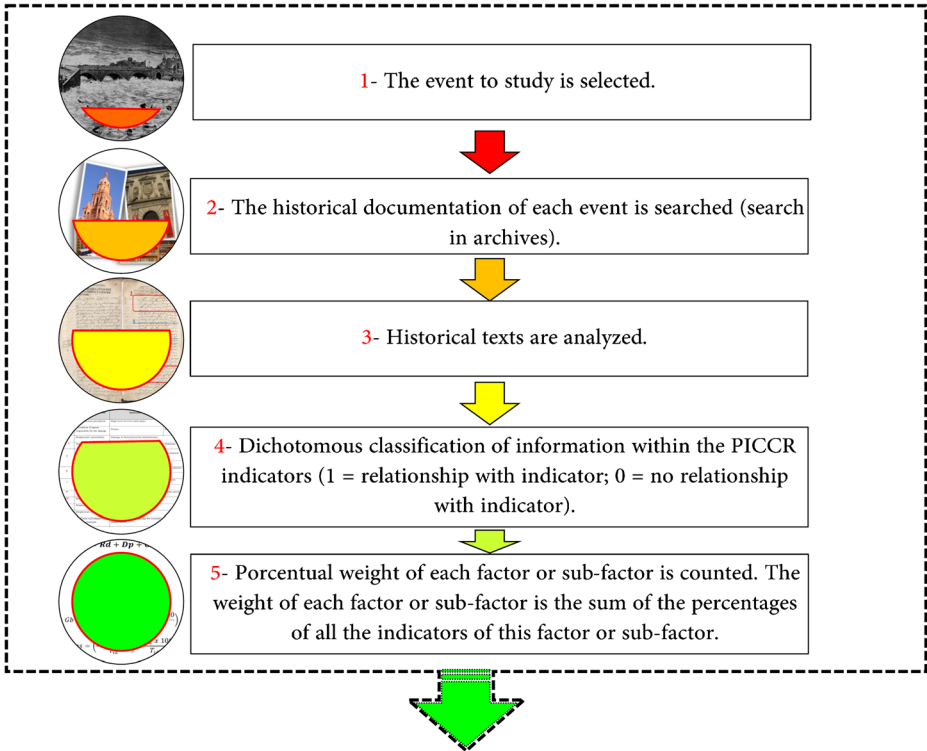 1- The event to study is selected.
2- The historical documentation of each event is searched (search
in archives).
3- Historical texts are analyzed.
4- Dichotomous classification of information within the PICCR
indicators (1 = relationship with indicator; 0 = no relationship
with indicator).
Rd + Dp +
5- Porcentual weight of each factor or sub-factor is counted. The
weight of each factor or sub-factor is the sum of the percentages
of all the indicators of this factor or sub-factor.